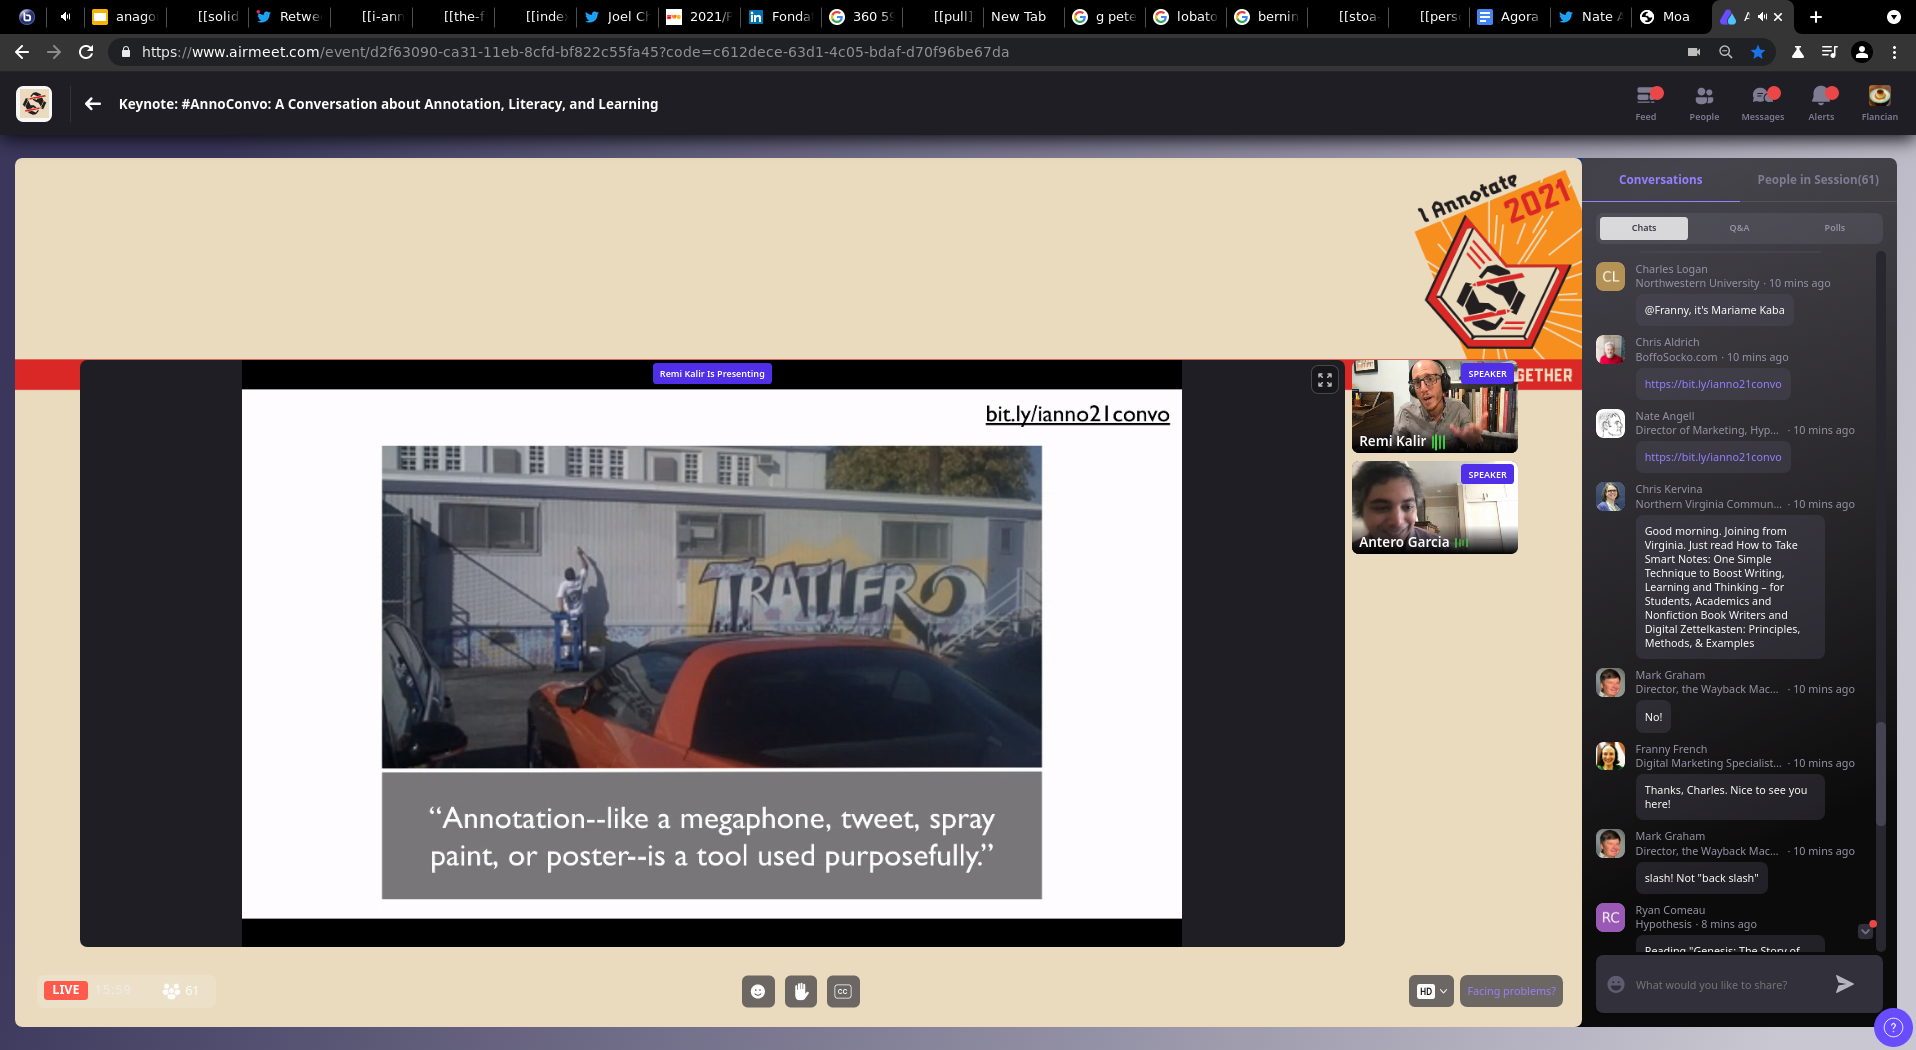 anago
[[solid
Retwe
[[i-ann
[[the-f
[[inde
Joel Ch
2021/
Fonda
360 59
[[pull]
New Tab
g pete
lobato
bernin
[[stoa-
[[pers
Agora
Nate A
Moa
https://www.airmeet.com/event/d2f63090-ca31-11eb-8cfd-bf822c55fa45?code=c612dece-63d1-4c05-bdaf-d70f96be67da
Keynote: #AnnoConvo: A Conversation about Annotation, Literacy, and Learning
Feed
People
Messages
Alerts
Flancian
I Annotate
2021
GETHER
Remi Kalir Is Presenting
bit.ly/ianno21convo
TRATLERO
“Annotation--like a megaphone, tweet, spray
paint, or poster--is a tool used purposefully.”
SPEAKER
Remi Kalir
SPEAKER
Antero Garcia
LIVE
15:59
61
CC
HD
Facing problems?
Conversations
People in Session(61)
Chats
Q&A
Polls
CL
Charles Logan
Northwestern University · 10 mins ago
@Franny, it's Mariame Kaba
Chris Aldrich
BoffoSocko.com · 10 mins ago
https://bit.ly/ianno21convo
Nate Angell
Director of Marketing, Hyp... · 10 mins ago
https://bit.ly/ianno21convo
Chris Kervina
Northern Virginia Commun... · 10 mins ago
Good morning. Joining from
Virginia. Just read How to Take
Smart Notes: One Simple
Technique to Boost Writing,
Learning and Thinking – for
Students, Academics and
Nonfiction Book Writers and
Digital Zettelkasten: Principles,
Methods, & Examples
Mark Graham
Director, the Wayback Mac... · 10 mins ago
No!
Franny French
Digital Marketing Specialist... · 10 mins ago
Thanks, Charles. Nice to see you
here!
Mark Graham
Director, the Wayback Mac... · 10 mins ago
slash! Not "back slash"
RC
Ryan Comeau
Hypothesis · 8 mins ago
Reading "Genesis: The Story of
What would you like to share?